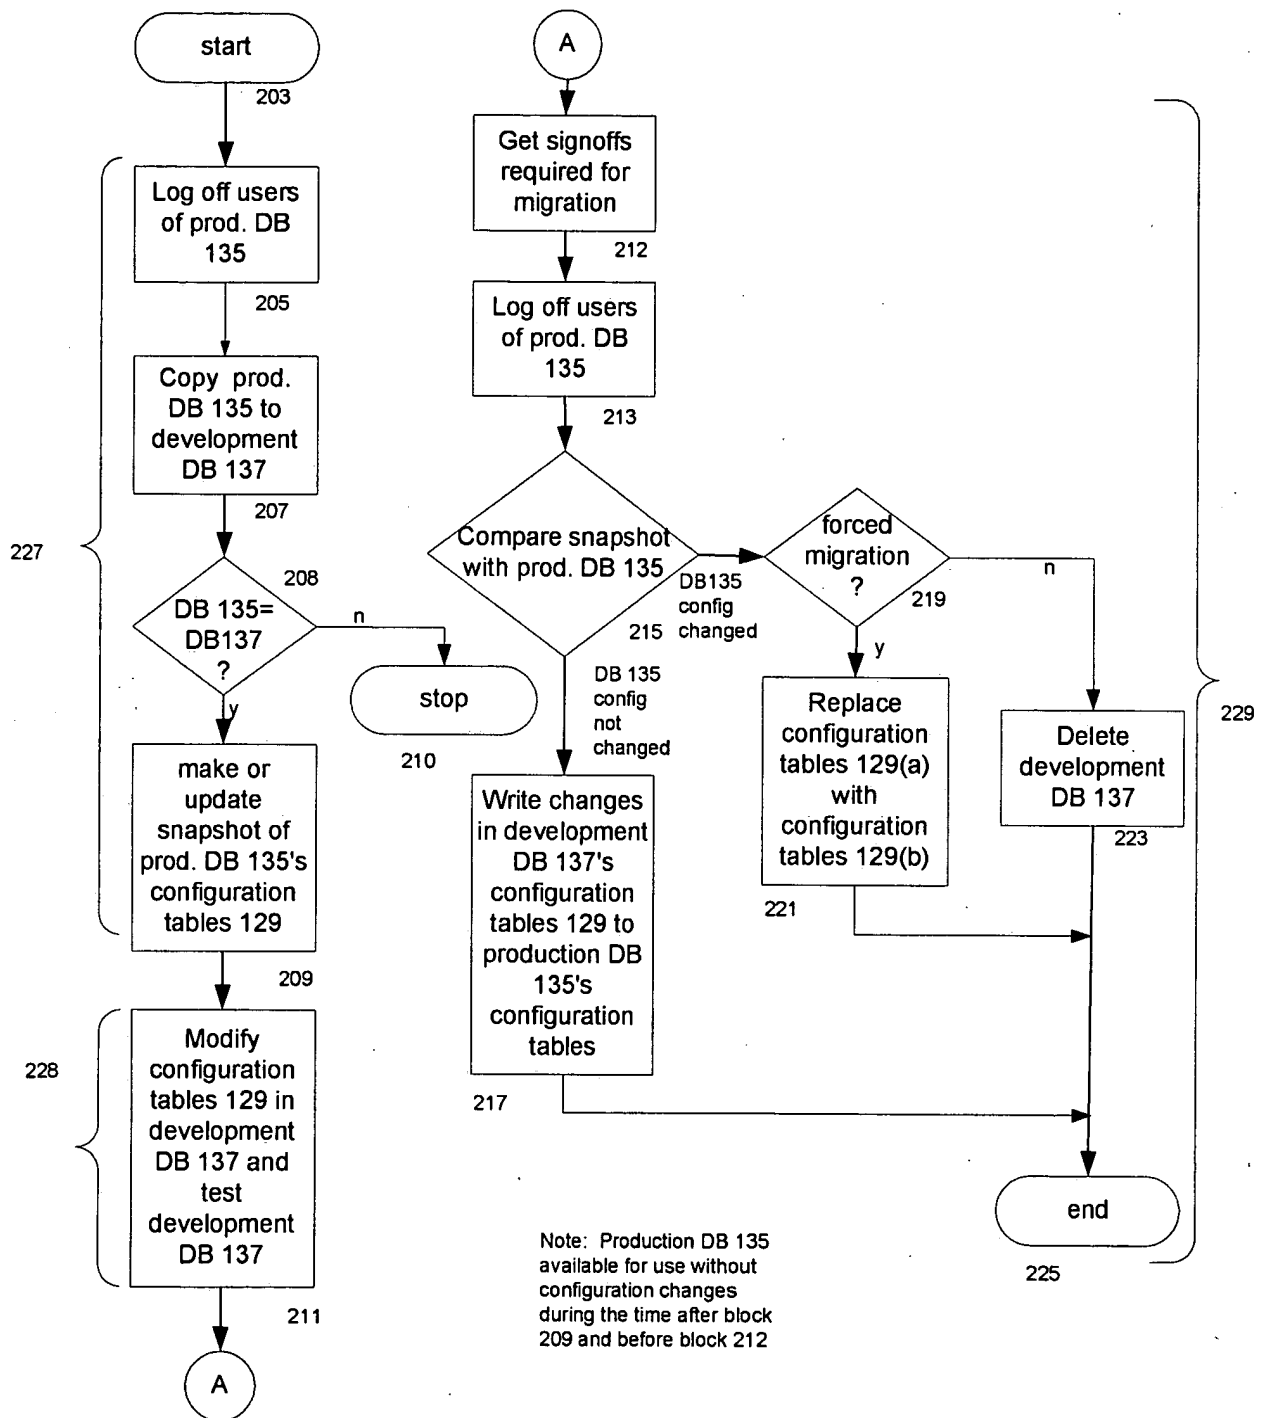 start
203
Log off users
of prod. DB
135
205
Copy prod.
DB 135 to
development
DB 137
207
227
208
DB 135=
DB137
?
n
y
stop
210
make or
update
snapshot of
prod. DB 135's
configuration
tables 129
209
228
Modify
configuration
tables 129 in
development
DB 137 and
test
development
DB 137
211
A
A
Get signoffs
required for
migration
212
Log off users
of prod. DB
135
213
Compare snapshot
with prod. DB 135
215
DB135
config
changed
DB 135
config
not
changed
forced
migration
?
219
n
y
Write changes
in development
DB 137's
configuration
tables 129 to
production DB
135's
configuration
tables
217
Replace
configuration
tables 129(a)
with
configuration
tables 129(b)
221
Delete
development
DB 137
223
229
end
225
Note: Production DB 135
available for use without
configuration changes
during the time after block
209 and before block 212